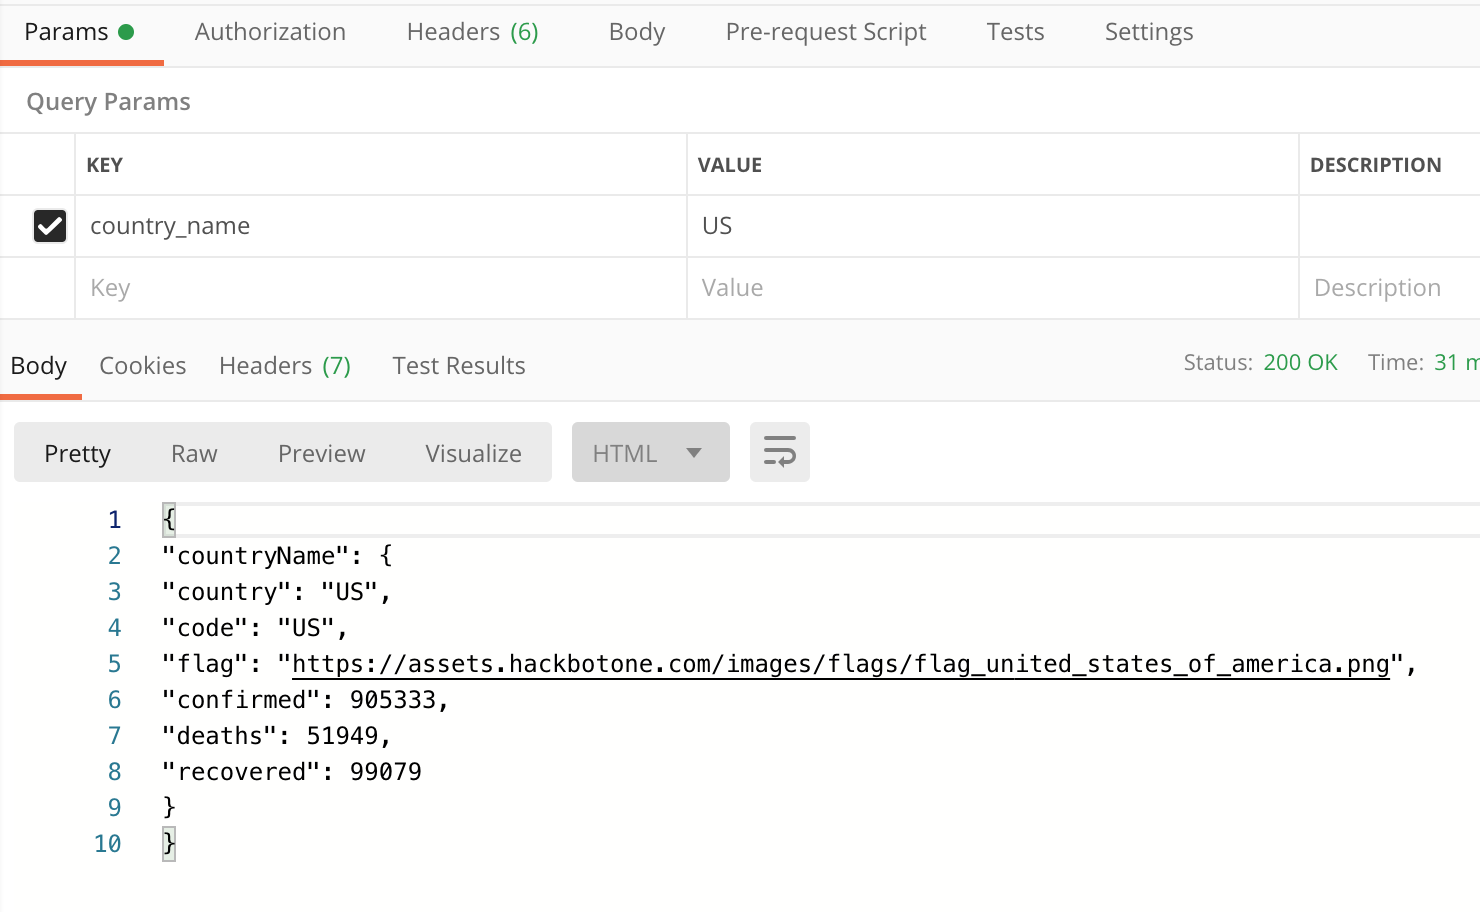 Params Authorization Headers (6) Body Pre-request Script Tests Settings
Query Params
KEY VALUE DESCRIPTION
country_name US
Key Value Description
Body Cookies Headers (7) Test Results Status: 200 OK Time: 31 m
Pretty Raw Preview Visualize HTML
1 {
2 "countryName": {
3 "country": "US",
4 "code": "US",
5 "flag": "https://assets.hackbotone.com/images/flags/flag_united_states_of_america.png",
6 "confirmed": 905333,
7 "deaths": 51949,
8 "recovered": 99079
9 }
10 }